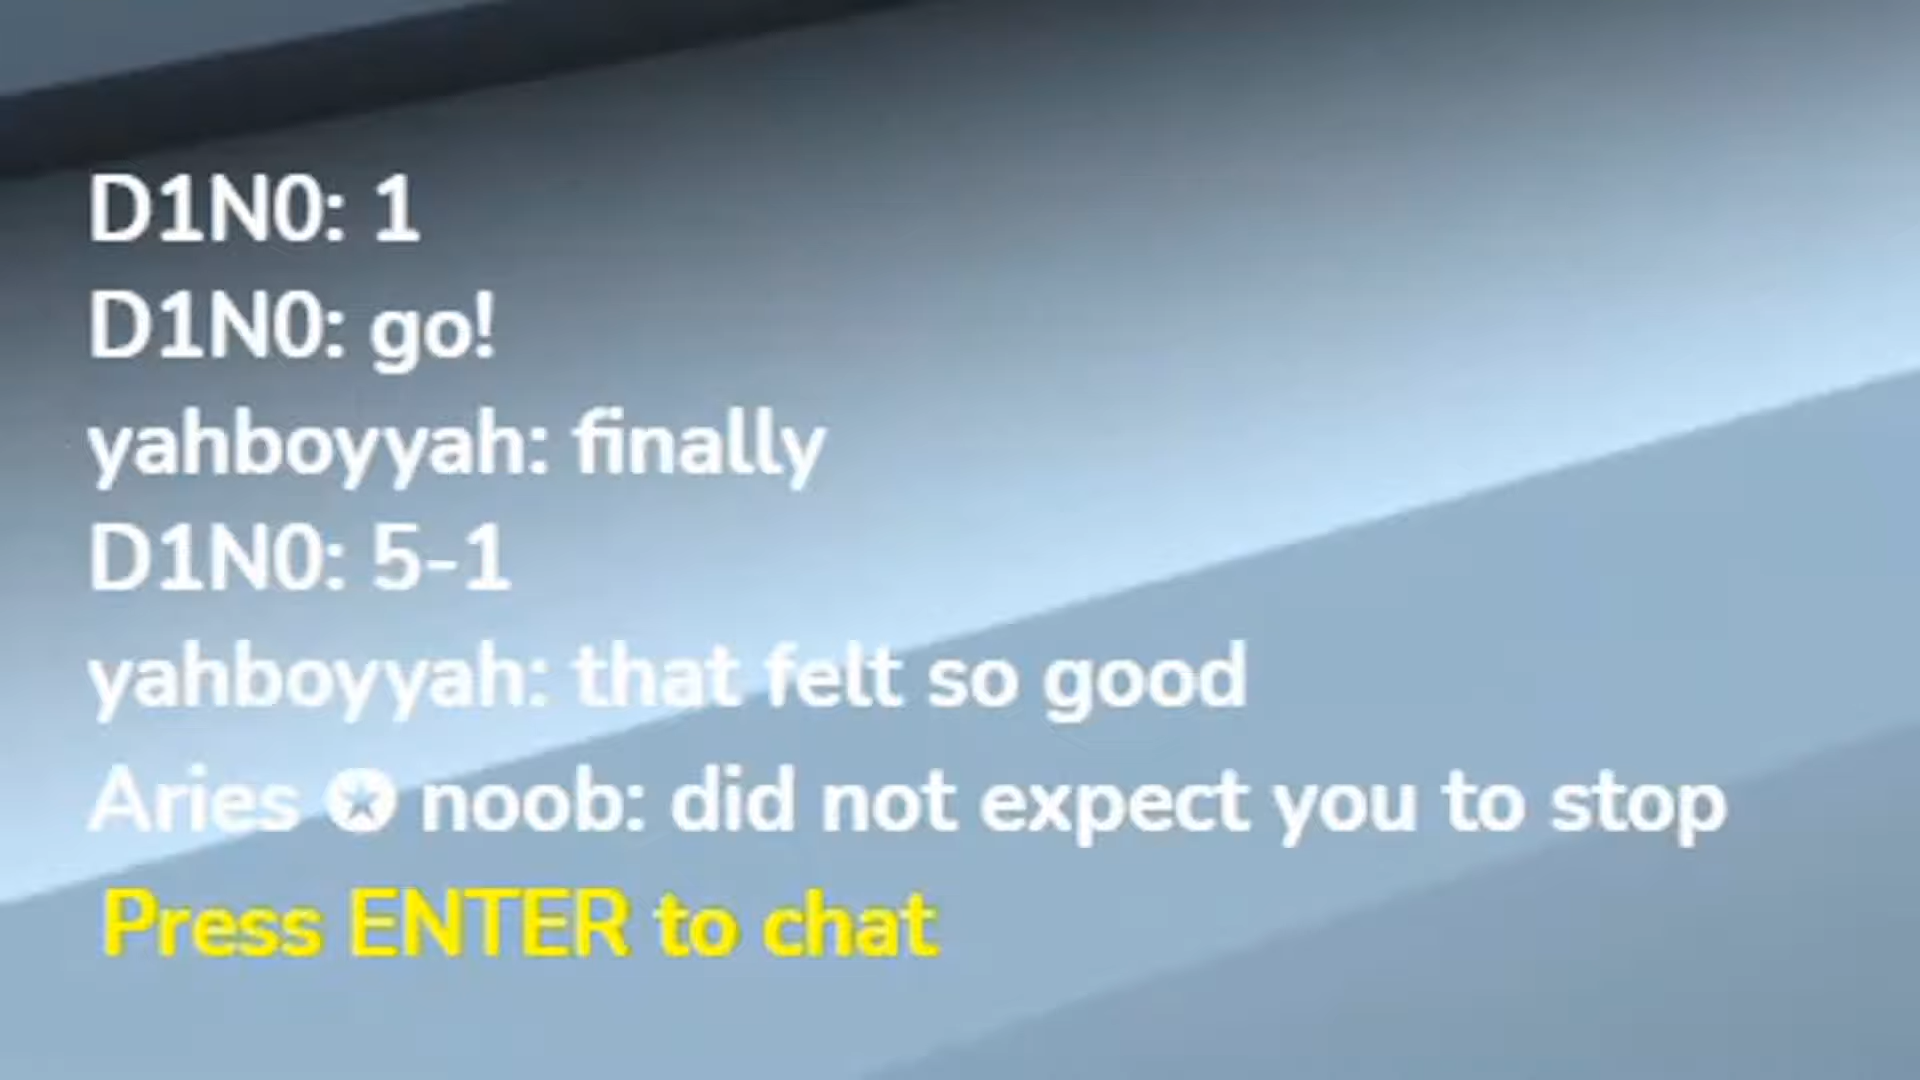 D1N0: 1
D1N0: go!
yahboyyah: finally
D1N0: 5-1
yahboyyah: that felt so good
Aries ✪ noob: did not expect you to stop
Press ENTER to chat